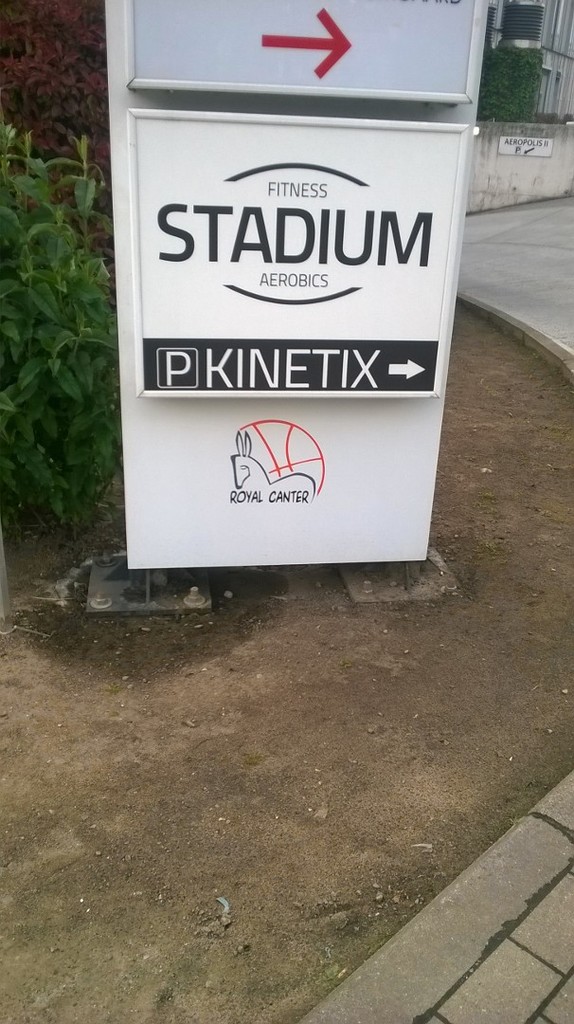 FITNESS
STADIUM
AEROBICS
P KINETIX
ROYAL CANTER
AEROPOLIS II
P